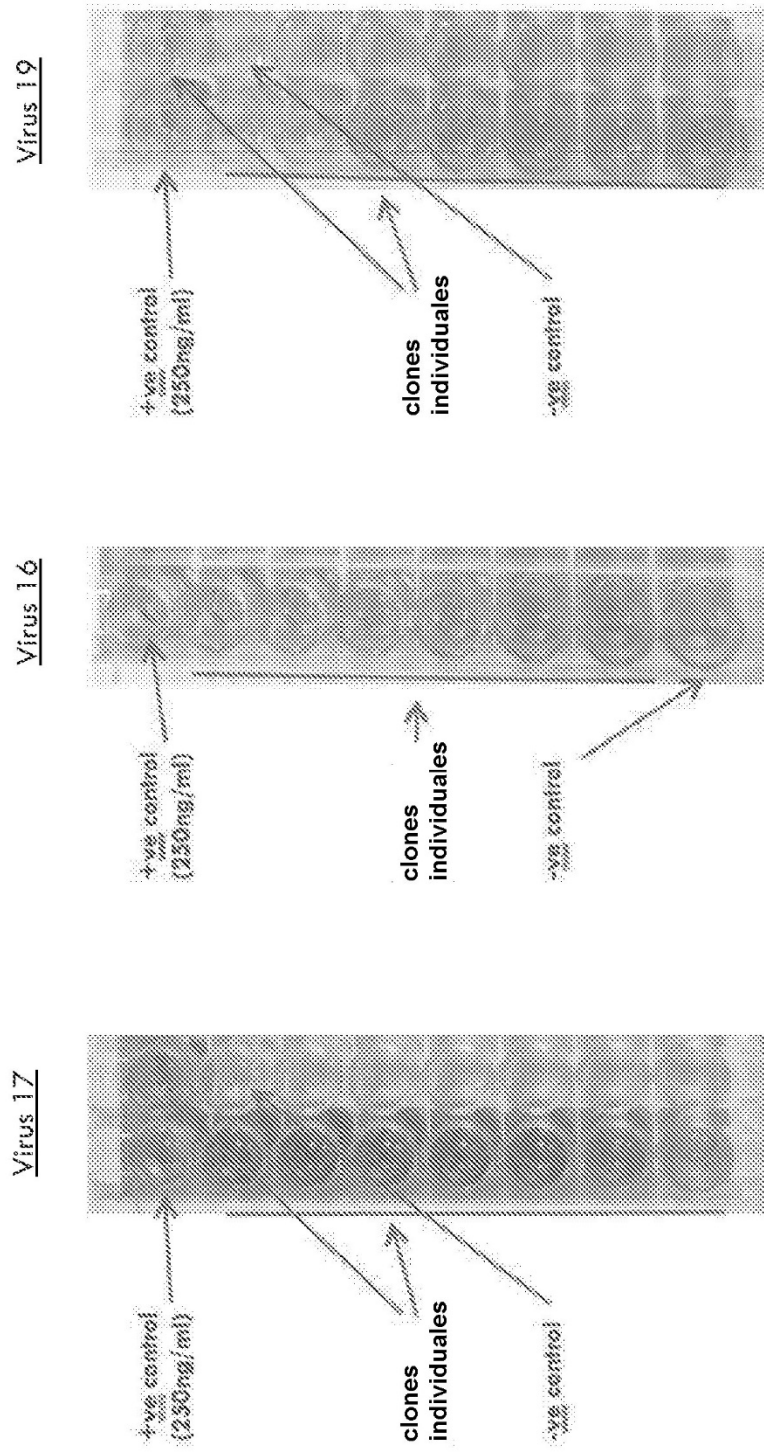 Virus 17
+ve control
(250ng/ml)
clones
individuales
-ve control
Virus 16
+ve control
(250ng/ml)
clones
individuales
-ve control
Virus 19
+ve control
(250ng/ml)
clones
individuales
-ve control